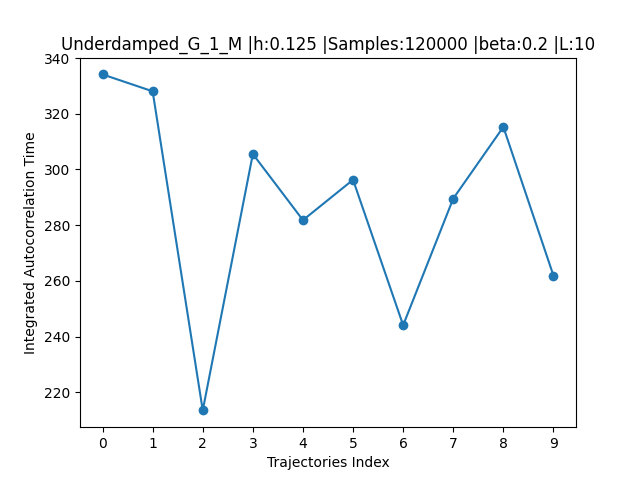 Underdamped_G_1_M |h:0.125 |Samples:120000 |beta:0.2 |L:10
Integrated Autocorrelation Time
340
320
300
280
260
240
220
0 1 2 3 4 5 6 7 8 9
Trajectories Index